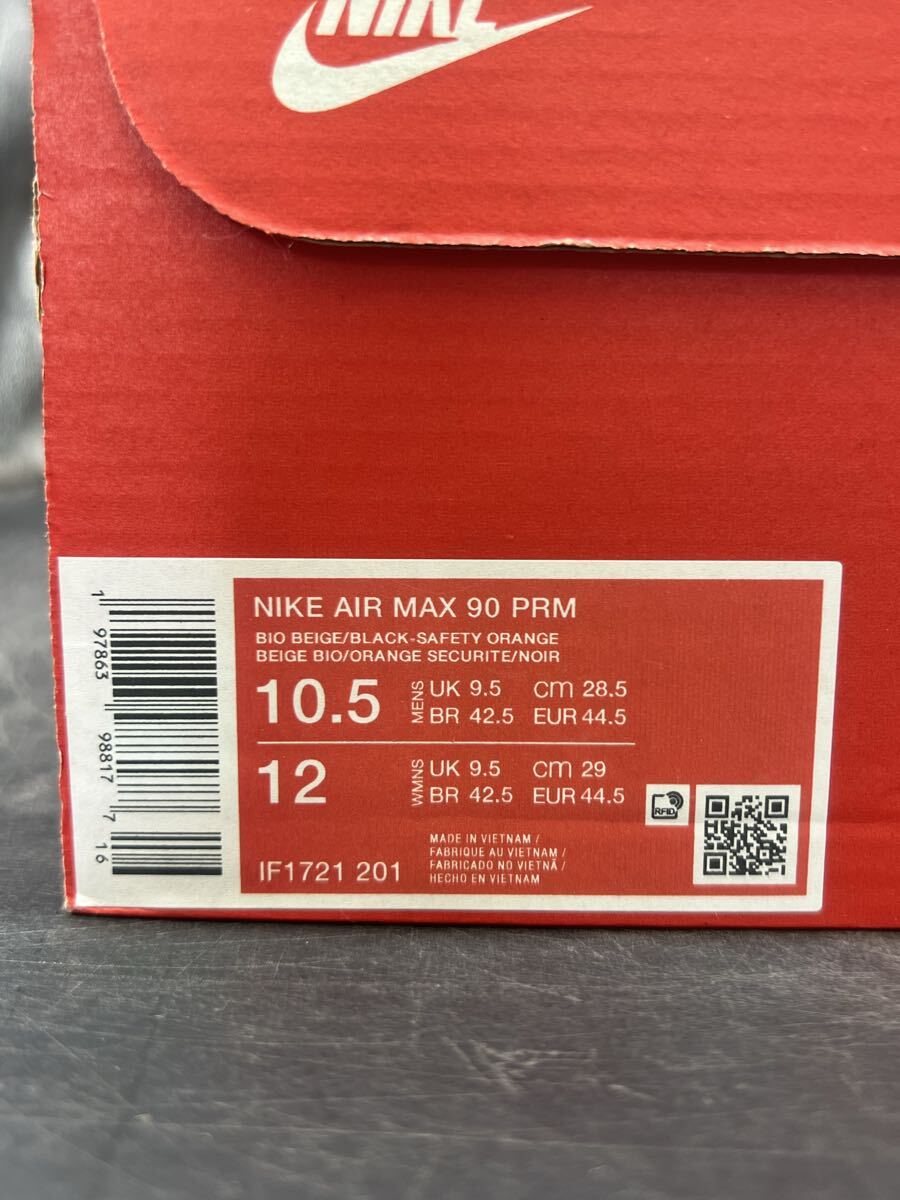 NIKE
NIKE AIR MAX 90 PRM
BIO BEIGE/BLACK-SAFETY ORANGE
BEIGE BIO/ORANGE SECURITE/NOIR
10.5 MENS UK 9.5 cm 28.5
BR 42.5 EUR 44.5
12 WMNS UK 9.5 cm 29
BR 42.5 EUR 44.5
IF1721 201
MADE IN VIETNAM /
FABRIQUE AU VIETNAM /
FABRICADO NO VIETNÃ /
HECHO EN VIETNAM
RFID
1 97863 98817 7 16